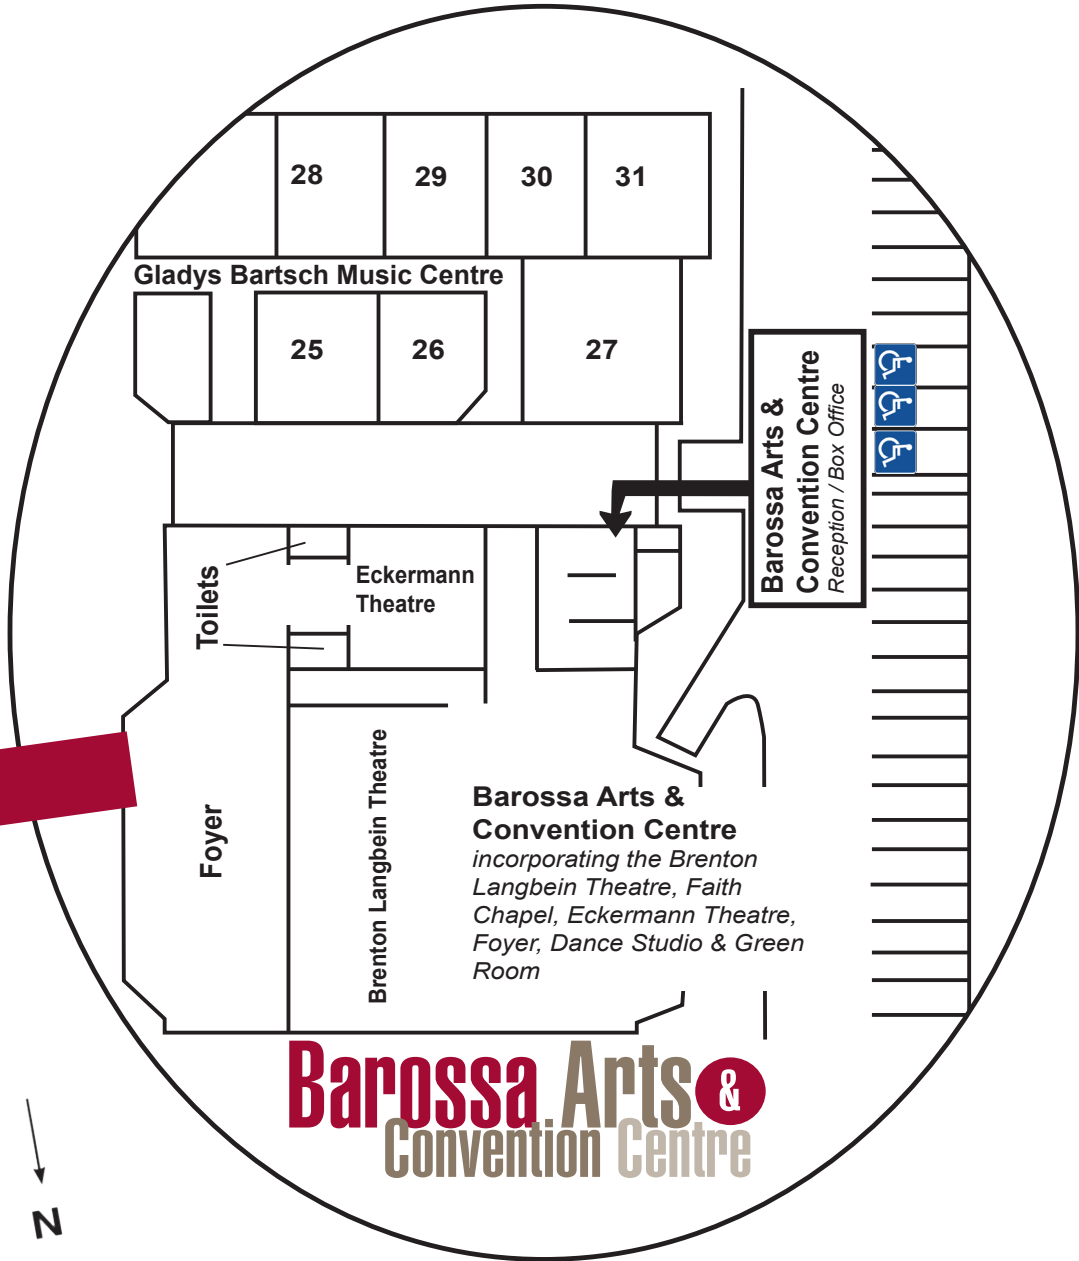 28
29
30
31
Gladys Bartsch Music Centre
25
26
27
Barossa Arts &
Convention Centre
Reception / Box Office
Toilets
Eckermann
Theatre
Foyer
Brenton Langbein Theatre
Barossa Arts &
Convention Centre
incorporating the Brenton
Langbein Theatre, Faith
Chapel, Eckermann Theatre,
Foyer, Dance Studio & Green
Room
Barossa Arts &
Convention Centre
N